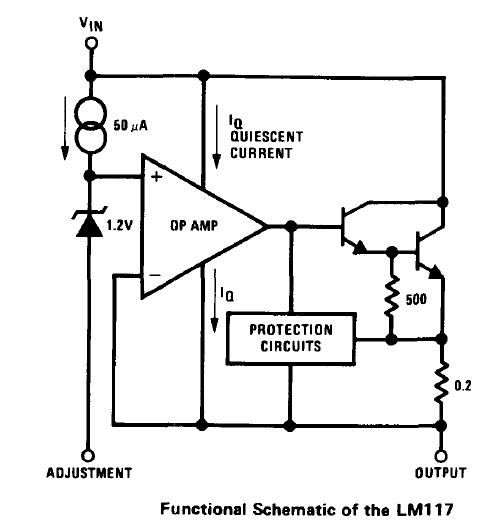 VIN
50 μA
IQ
QUIESCENT
CURRENT
+
1.2V
OP AMP
−
IQ
500
PROTECTION
CIRCUITS
0.2
ADJUSTMENT
OUTPUT
Functional Schematic of the LM117